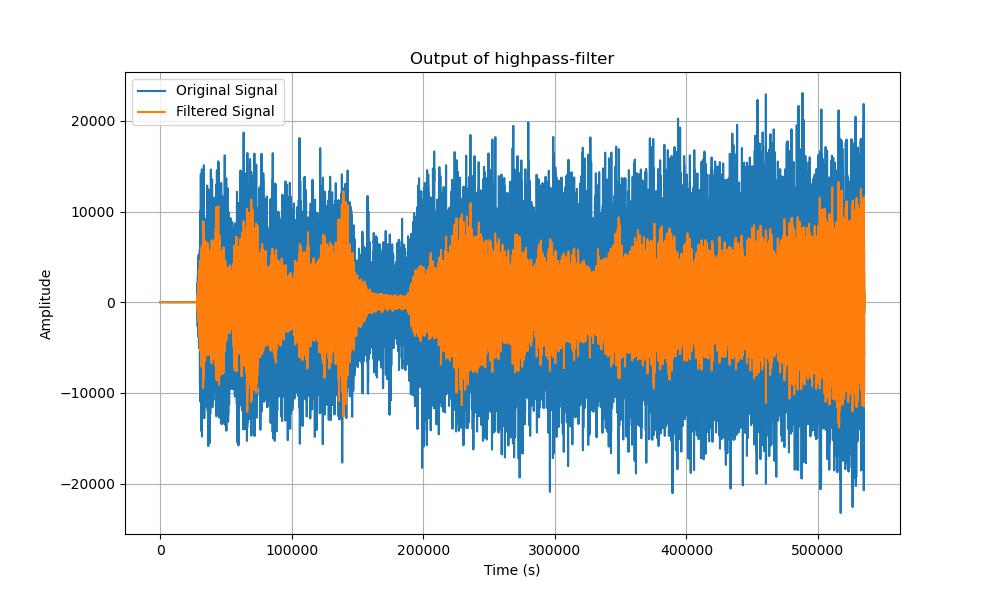 Output of highpass-filter
Original Signal
Filtered Signal
Amplitude
20000
10000
0
−10000
−20000
0 100000 200000 300000 400000 500000
Time (s)